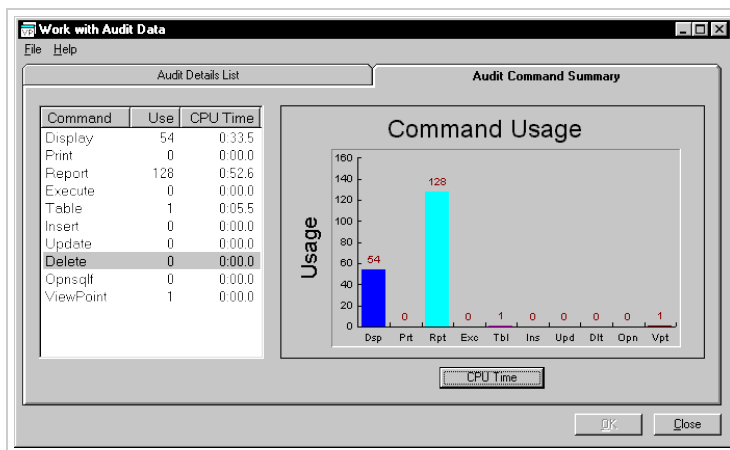 Work with Audit Data
File Help
Audit Details List Audit Command Summary
Command Use CPU Time
Display 54 0:33.5
Print 0 0:00.0
Report 128 0:52.6
Execute 0 0:00.0
Table 1 0:05.5
Insert 0 0:00.0
Update 0 0:00.0
Delete 0 0:00.0
Opnsqlf 0 0:00.0
ViewPoint 1 0:00.0
Command Usage
Usage
160
140
120
100
80
60
40
20
0
54 0 128 0 1 0 0 0 0 1
Dsp Prt Rpt Exc Tbl Ins Upd Dlt Opn Vpt
CPU Time
OK Close